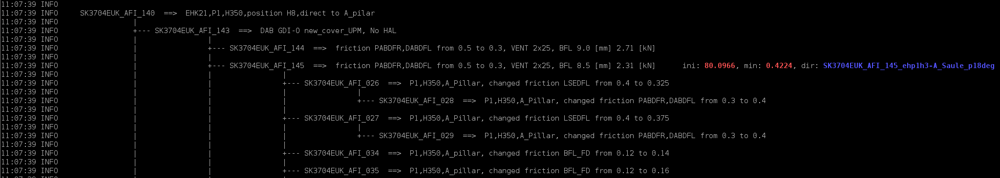 11:07:39 INFO
11:07:39 INFO     SK3704EUK_AFI_140  ==>  EHK21,P1,H350,position H8,direct to A_pilar
11:07:39 INFO                 |
11:07:39 INFO                 +--- SK3704EUK_AFI_143  ==>  DAB GDI-O new_cover_UPM, No HAL
11:07:39 INFO                 |                |
11:07:39 INFO                 |                +--- SK3704EUK_AFI_144  ==>  friction PABDFR,DABDFL from 0.5 to 0.3, VENT 2x25, BFL 9.0 [mm] 2.71 [kN]
11:07:39 INFO                 |                |
11:07:39 INFO                 |                +--- SK3704EUK_AFI_145  ==>  friction PABDFR,DABDFL from 0.5 to 0.3, VENT 2x25, BFL 8.5 [mm] 2.31 [kN]      ini: 80.0966, min: 0.4224, dir: SK3704EUK_AFI_145_ehp1h3-A_Saule_p18deg
11:07:39 INFO                 |                |                |
11:07:39 INFO                 |                |                +--- SK3704EUK_AFI_026  ==>  P1,H350,A_Pillar, changed friction LSEDFL from 0.4 to 0.325
11:07:39 INFO                 |                |                |                |
11:07:39 INFO                 |                |                |                +--- SK3704EUK_AFI_028  ==>  P1,H350,A_Pillar, changed friction PABDFR,DABDFL from 0.3 to 0.4
11:07:39 INFO                 |                |                |
11:07:39 INFO                 |                |                +--- SK3704EUK_AFI_027  ==>  P1,H350,A_Pillar, changed friction LSEDFL from 0.4 to 0.375
11:07:39 INFO                 |                |                |                |
11:07:39 INFO                 |                |                |                +--- SK3704EUK_AFI_029  ==>  P1,H350,A_Pillar, changed friction PABDFR,DABDFL from 0.3 to 0.4
11:07:39 INFO                 |                |                |
11:07:39 INFO                 |                |                +--- SK3704EUK_AFI_034  ==>  P1,H350,A_pillar, changed friction BFL_FD from 0.12 to 0.14
11:07:39 INFO                 |                |                |
11:07:39 INFO                 |                |                +--- SK3704EUK_AFI_035  ==>  P1,H350,A_pillar, changed friction BFL_FD from 0.12 to 0.16
11:07:39 INFO                 |                |                |